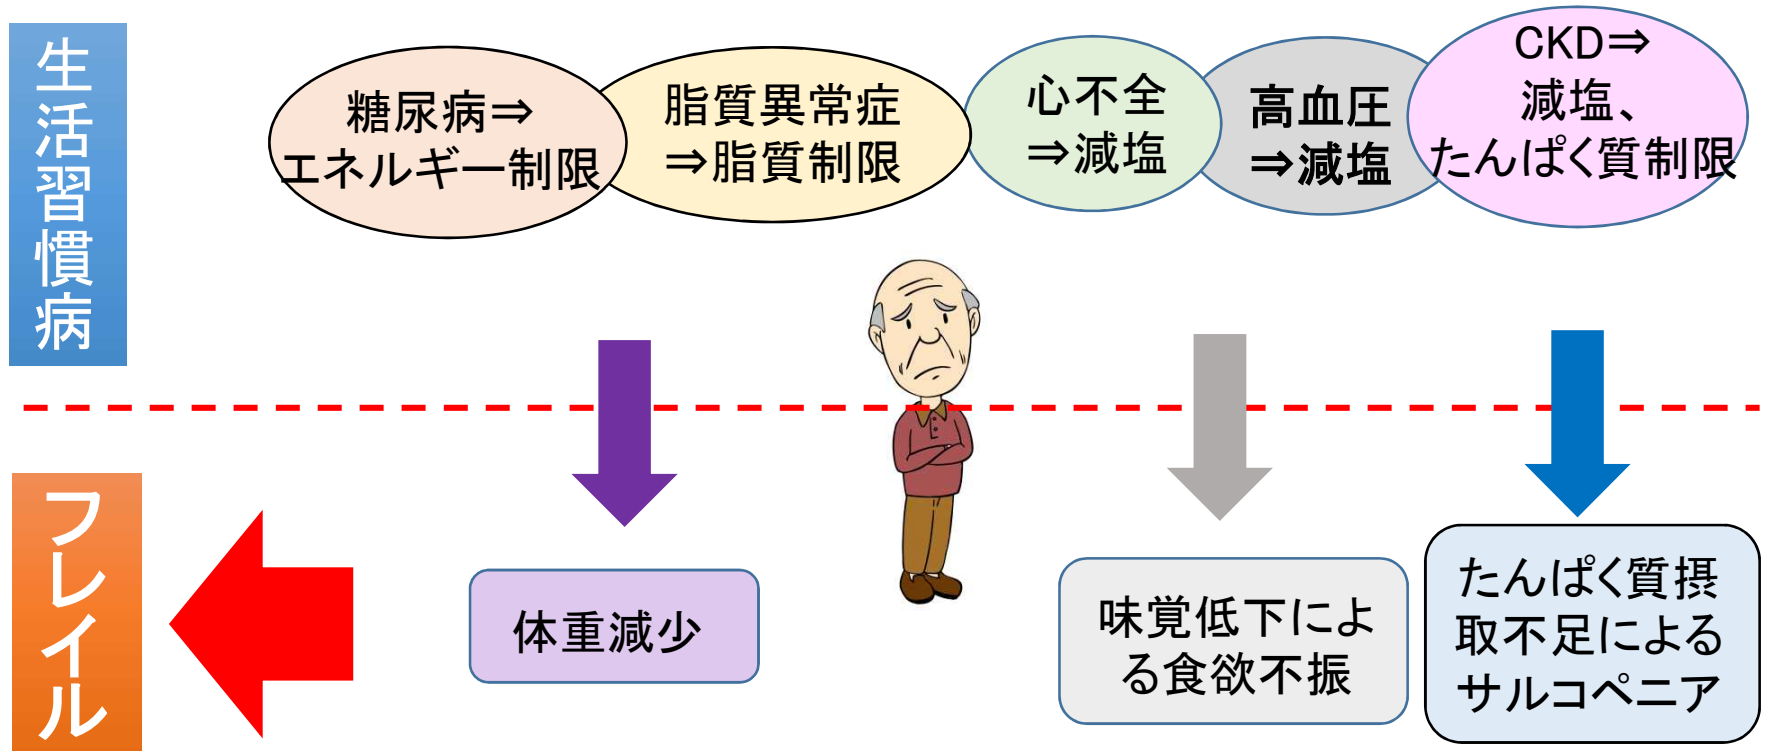 生活習慣病
糖尿病⇒
エネルギー制限
脂質異常症
⇒脂質制限
心不全
⇒減塩
高血圧
⇒減塩
CKD⇒
減塩、
たんぱく質制限
フレイル
体重減少
味覚低下によ
る食欲不振
たんぱく質摂
取不足による
サルコペニア